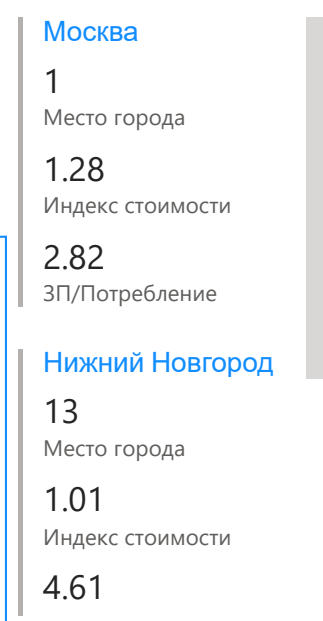 Москва
1
Место города
1.28
Индекс стоимости
2.82
ЗП/Потребление
Нижний Новгород
13
Место города
1.01
Индекс стоимости
4.61